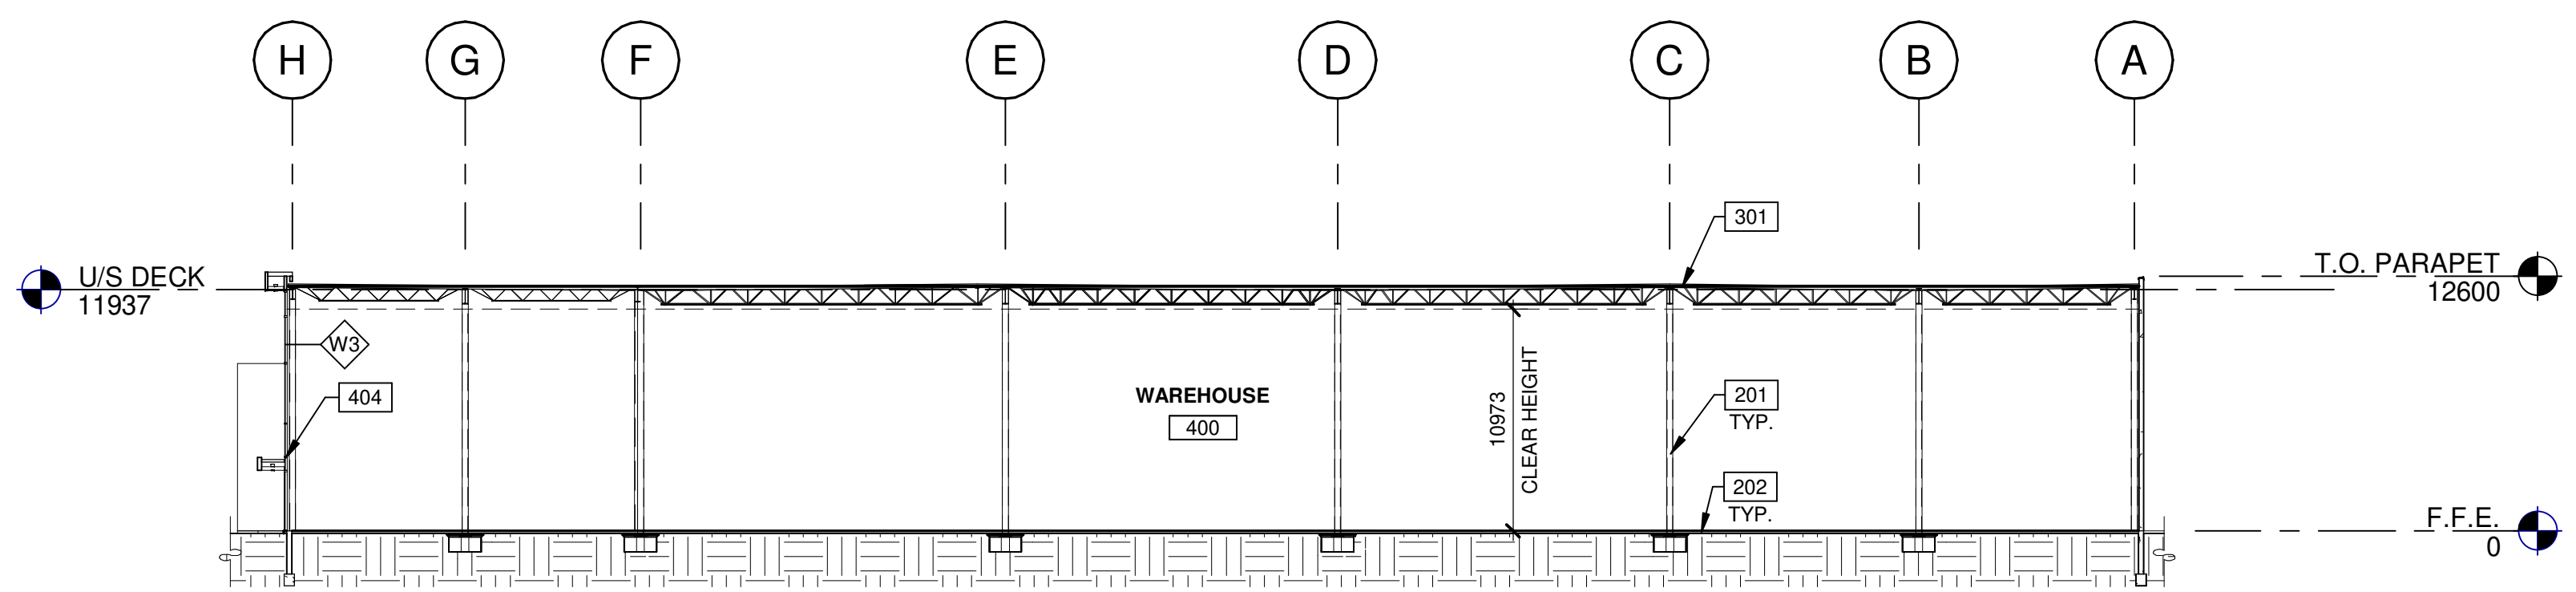 H G F E D C B A
301
U/S DECK
11937
T.O. PARAPET
12600
W3
404
WAREHOUSE
400
10973
CLEAR HEIGHT
201
TYP.
202
TYP.
F.F.E.
0